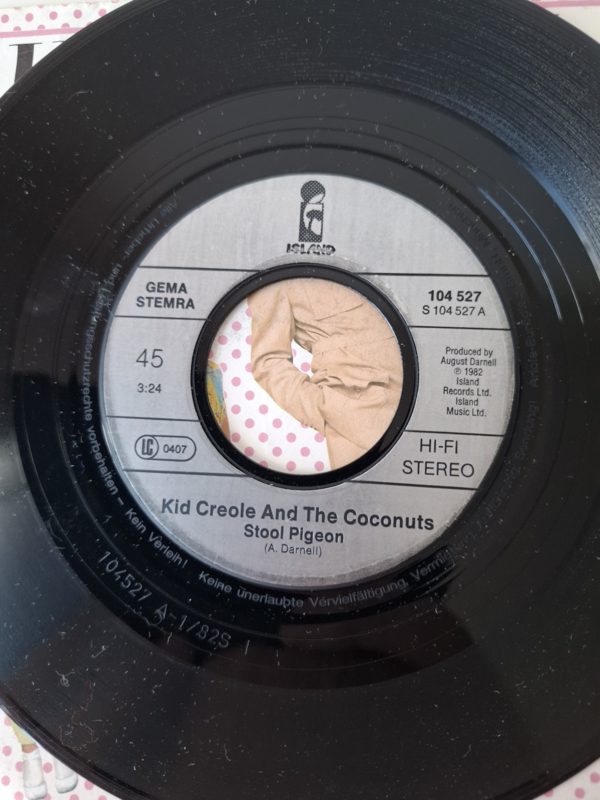 ISLAND
GEMA
STEMRA
104 527
S 104 527 A
45
3:24
Produced by
August Darnell
℗ 1982
Island
Records Ltd.
Island
Music Ltd.
LC 0407
HI-FI
STEREO
Kid Creole And The Coconuts
Stool Pigeon
(A. Darnell)
vorbehalten – Kein Verleih! Keine unerlaubte Vervielfältigung,
104527 A-1/82S